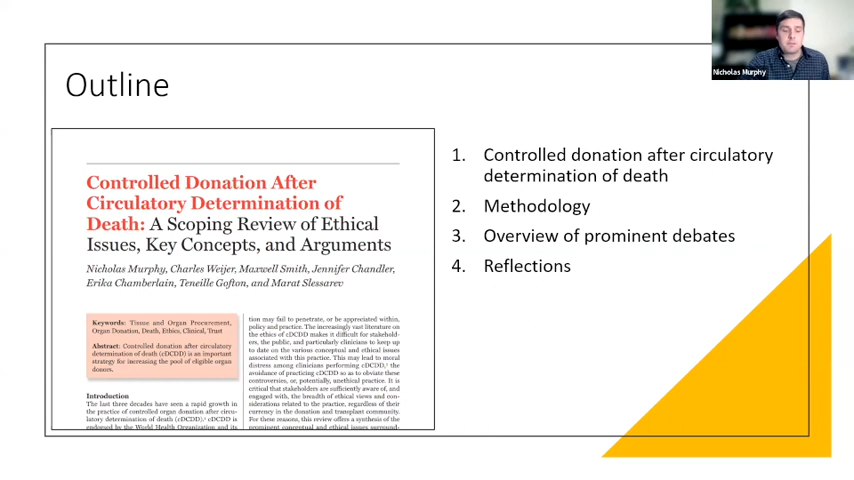 Nicholas Murphy
Outline
Controlled Donation After
Circulatory Determination of
Death: A Scoping Review of Ethical
Issues, Key Concepts, and Arguments
Nicholas Murphy, Charles Weijer, Maxwell Smith, Jennifer Chandler,
Erika Chamberlain, Teneille Gofton, and Marat Slessarev
Keywords: Tissue and Organ Procurement,
Organ Donation, Death, Ethics, Clinical, Trust
Abstract: Controlled donation after circulatory
determination of death (cDCDD) is an important
strategy for increasing the pool of eligible organ
donors.
Introduction
The last three decades have seen a rapid growth in
the practice of controlled organ donation after circu-
latory determination of death (cDCDD). cDCDD is
endorsed by the World Health Organization and its
tion may fail to penetrate, or be appreciated within,
policy and practice. The increasingly vast literature on
the ethics of cDCDD makes it difficult for stakehold-
ers, the public, and particularly clinicians to keep up
to date on the various conceptual and ethical issues
associated with this practice. This may lead to moral
distress among clinicians performing cDCDD, the
avoidance of practicing cDCDD so as to obviate these
controversies, or, potentially, unethical practice. It is
critical that stakeholders are sufficiently aware of, and
engaged with, the breadth of ethical views and con-
siderations related to the practice, regardless of their
currency in the donation and transplant community.
For these reasons, this review offers a synthesis of the
prominent conceptual and ethical issues surround-
1. Controlled donation after circulatory
determination of death
2. Methodology
3. Overview of prominent debates
4. Reflections